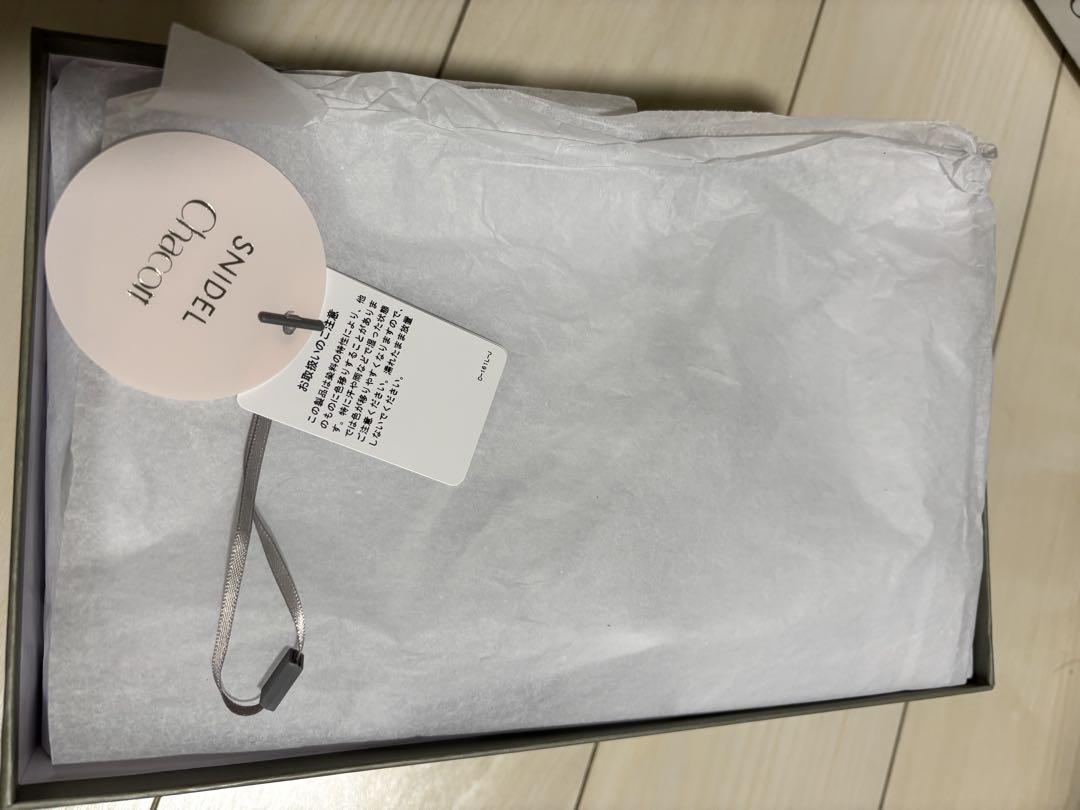 SNIDEL
Chacott
お取扱いのご注意
この製品は染料の特性により、他
のものに色移りすることがありま
す。特に汗や雨などで湿った状態
では色が移りやすくなりますので、
ご注意ください。濡れたまま放置
しないでください。
D-161L-J